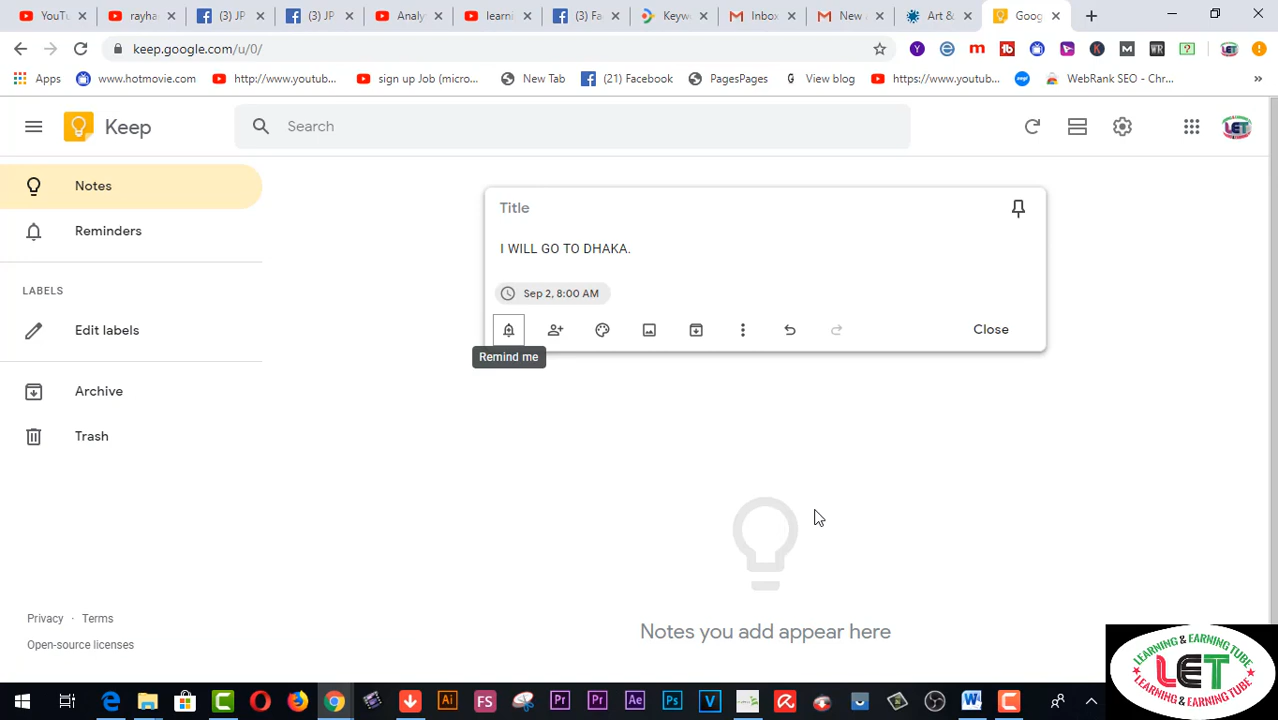 YouTu
rayha
(3) JP
(3) JP
Analy
learni
(3) Fa
Keyw
Inbox
New
Art &
Goog
keep.google.com/u/0/
Apps
www.hotmovie.com
http://www.youtub...
sign up Job (micro...
New Tab
(21) Facebook
PagesPages
View blog
https://www.youtub...
WebRank SEO - Chr...
Keep
Search
LET
Notes
Reminders
LABELS
Edit labels
Archive
Trash
Title
I WILL GO TO DHAKA.
Sep 2, 8:00 AM
Close
Remind me
Notes you add appear here
Privacy · Terms
Open-source licenses
LEARNING & EARNING TUBE
LET
LEARNING & EARNING TUBE